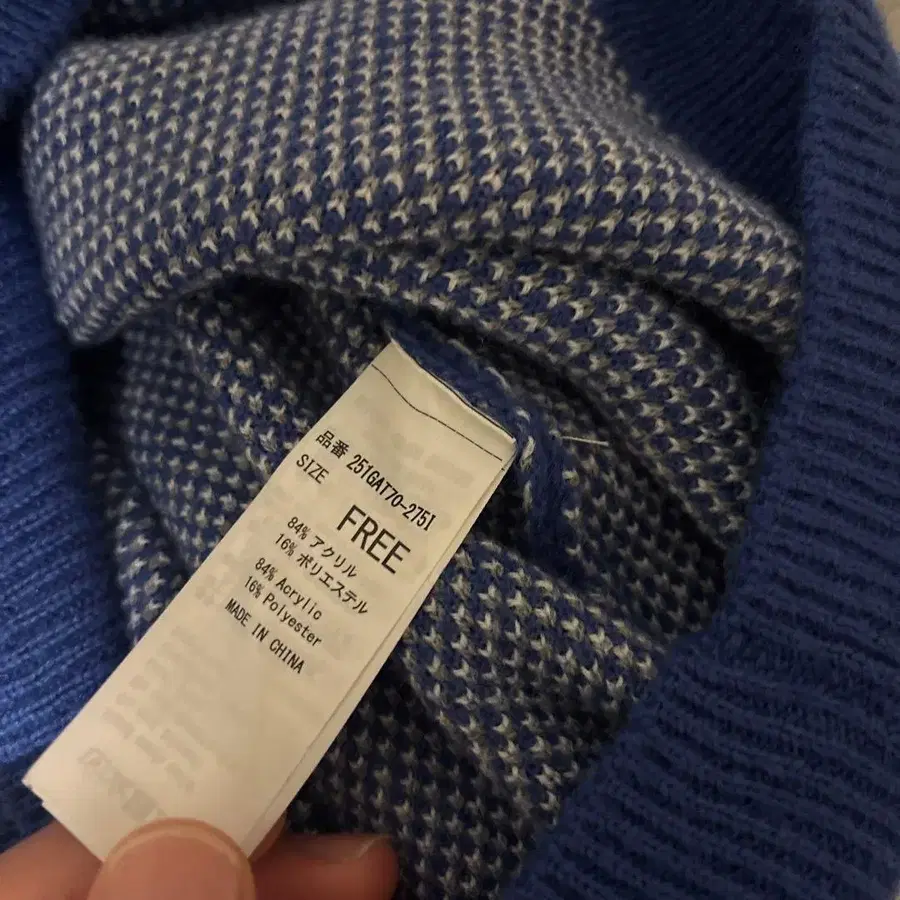 品番 251GAT70-275I
SIZE
FREE
84% アクリル
16% ポリエステル
84% Acrylic
16% Polyester
MADE IN CHINA